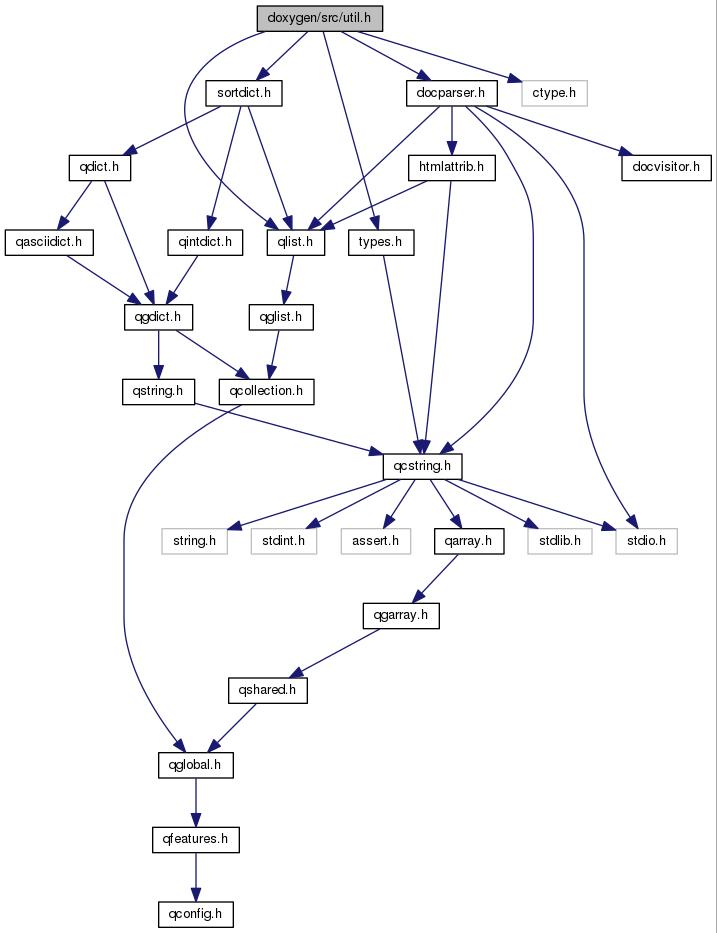 doxygen/src/util.h
sortdict.h
docparser.h
ctype.h
qdict.h
htmlattrib.h
docvisitor.h
qasciidict.h
qintdict.h
qlist.h
types.h
qgdict.h
qglist.h
qstring.h
qcollection.h
qcstring.h
string.h
stdint.h
assert.h
qarray.h
stdlib.h
stdio.h
qgarray.h
qshared.h
qglobal.h
qfeatures.h
qconfig.h